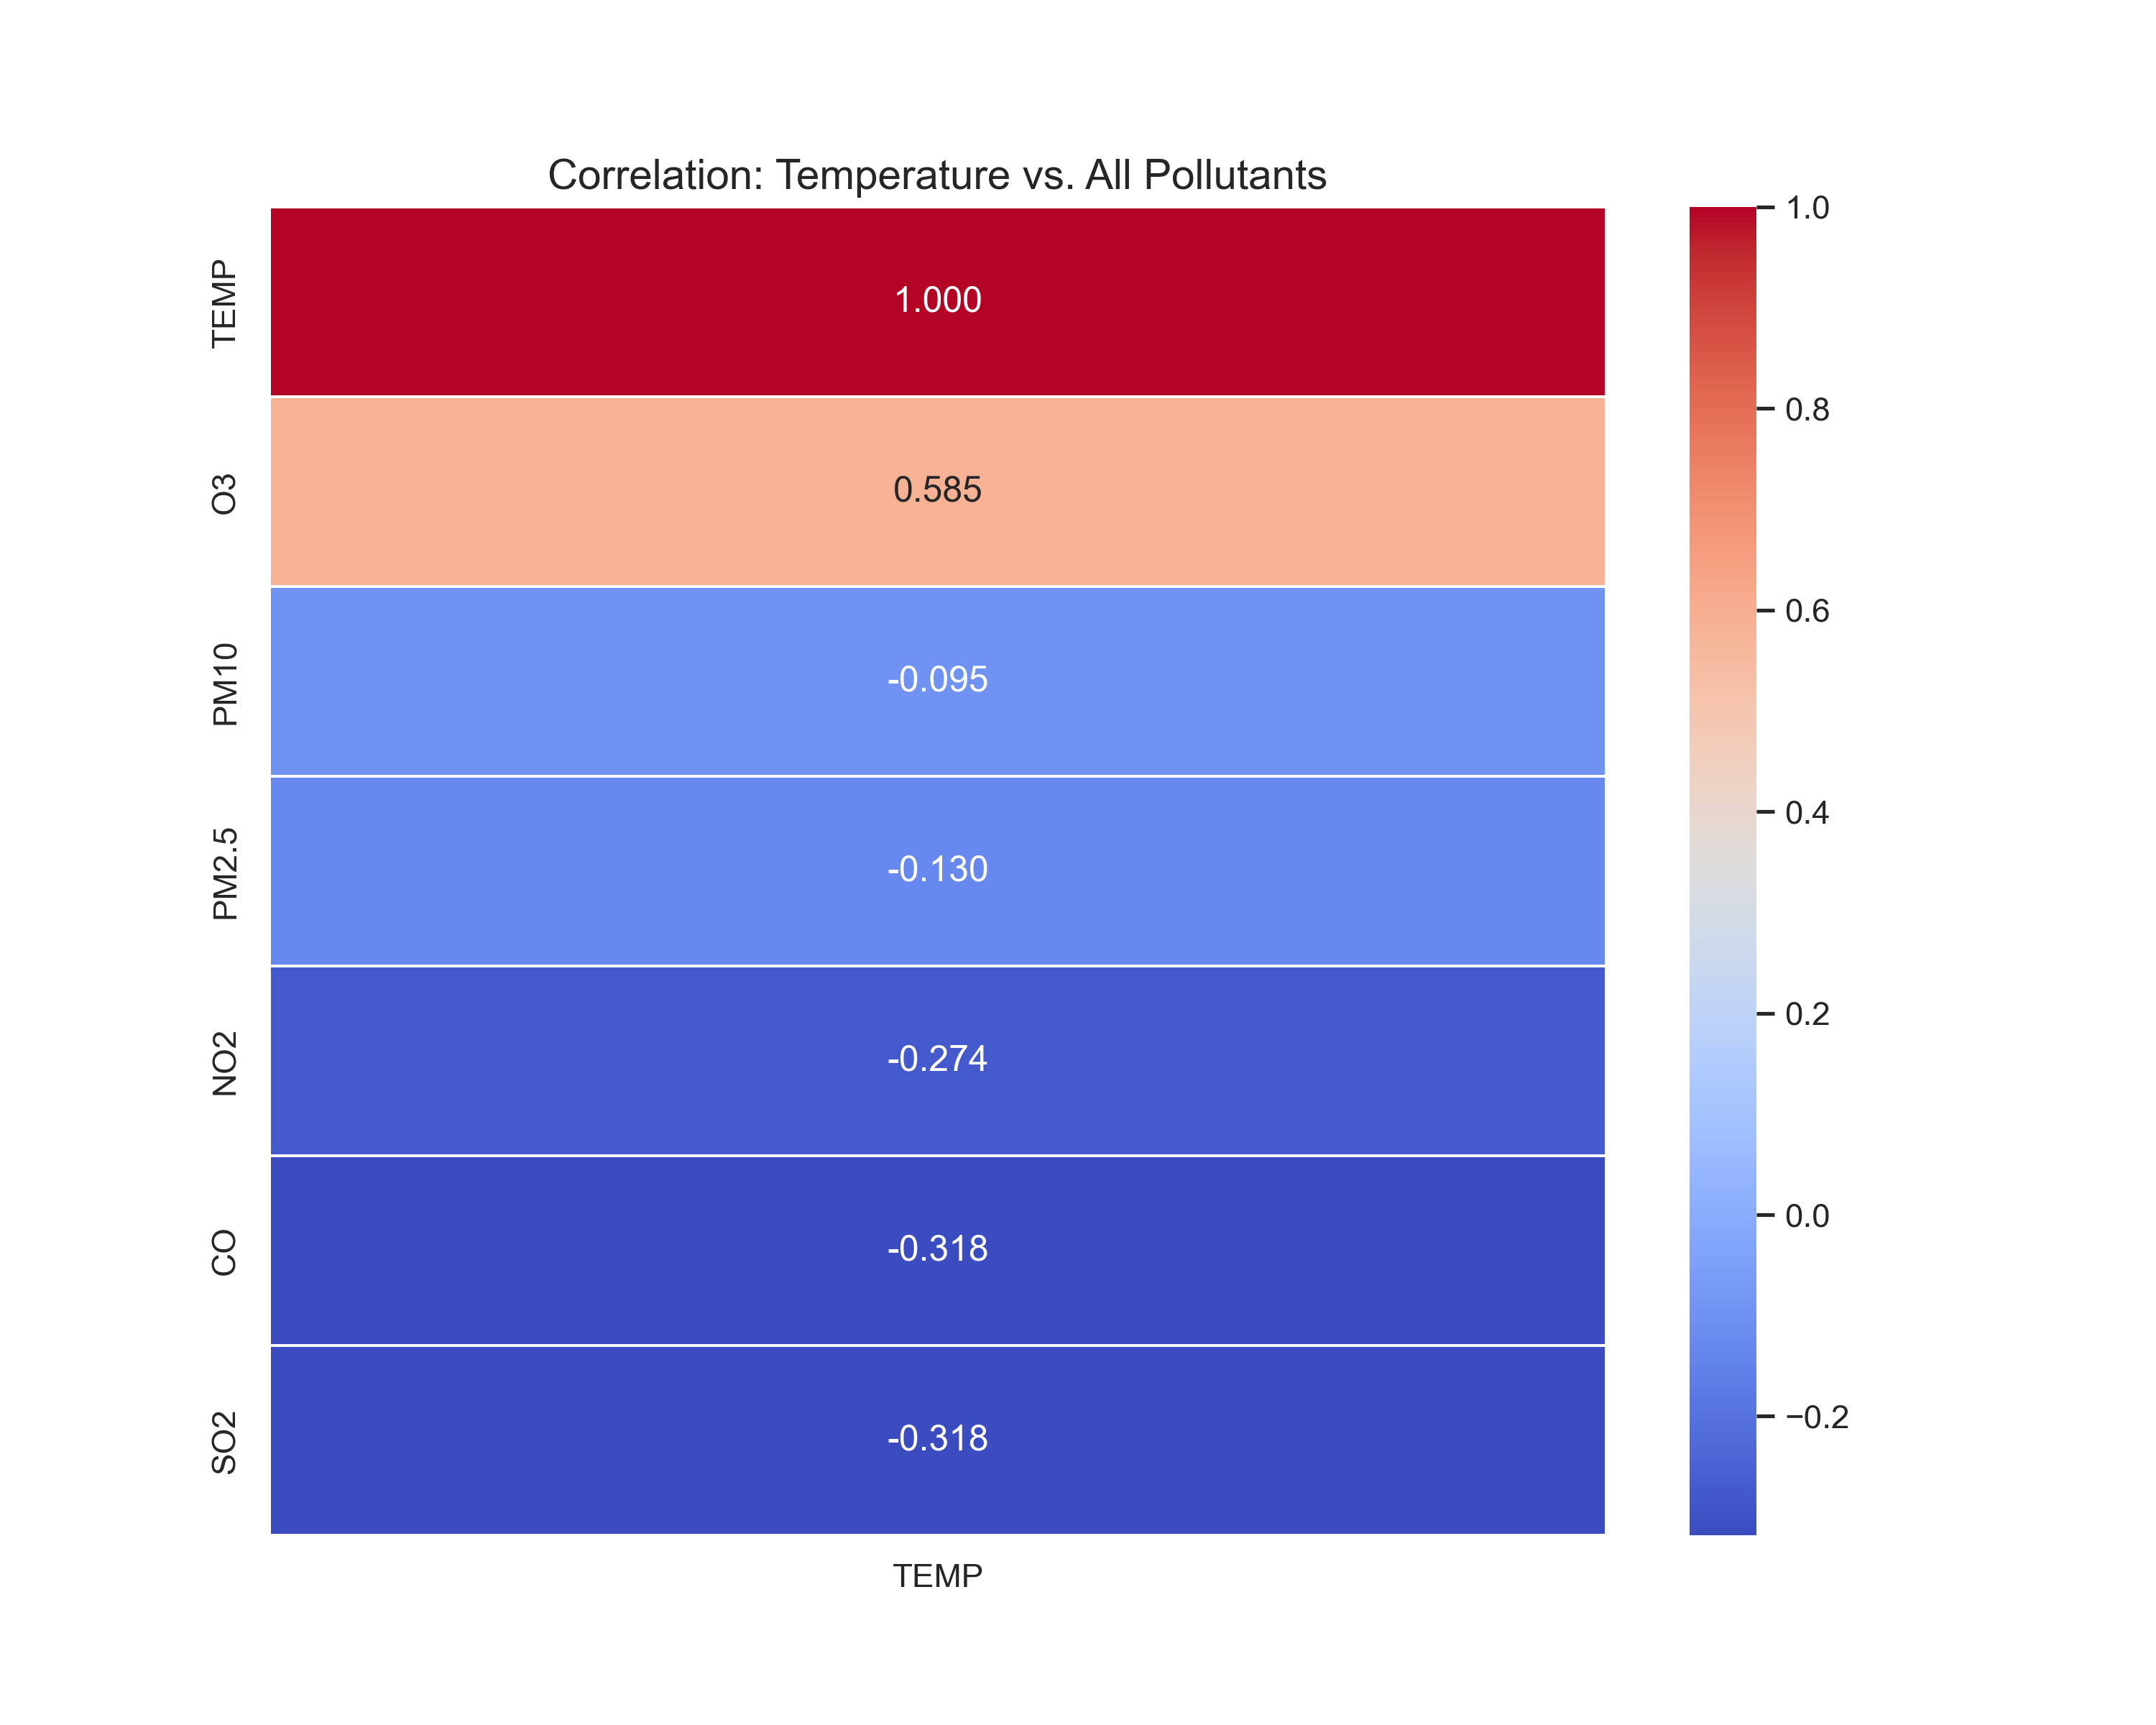 Correlation: Temperature vs. All Pollutants
TEMP
1.000
O3
0.585
PM10
-0.095
PM2.5
-0.130
NO2
-0.274
CO
-0.318
SO2
-0.318
TEMP
1.0
0.8
0.6
0.4
0.2
0.0
−0.2